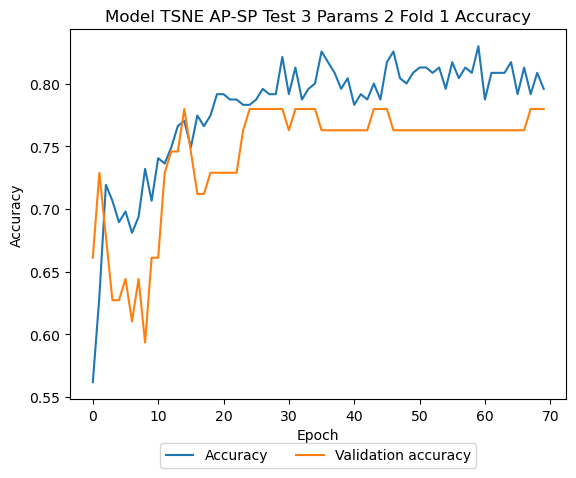 Model TSNE AP-SP Test 3 Params 2 Fold 1 Accuracy
Accuracy
0.80
0.75
0.70
0.65
0.60
0.55
0 10 20 30 40 50 60 70
Epoch
Accuracy Validation accuracy